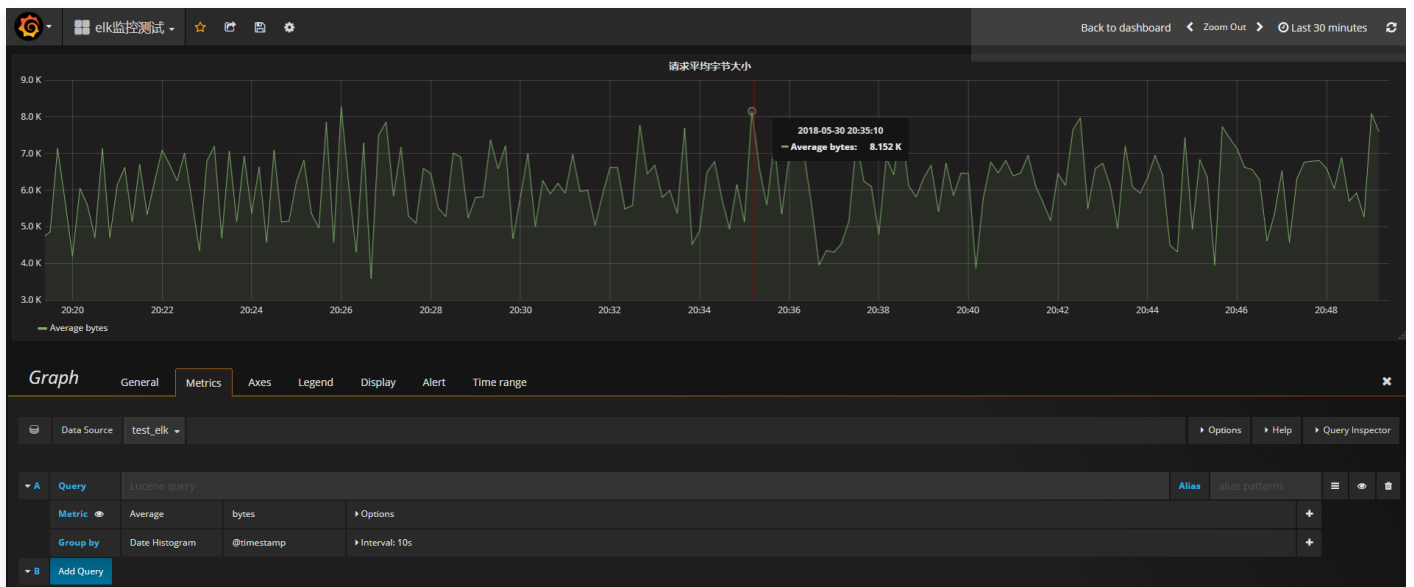 elk监控测试 Back to dashboard Zoom Out Last 30 minutes
请求平均字节大小
9.0 K
8.0 K
2018-05-30 20:35:10
Average bytes: 8.152 K
7.0 K
6.0 K
5.0 K
4.0 K
3.0 K
20:20 20:22 20:24 20:26 20:28 20:30 20:32 20:34 20:36 20:38 20:40 20:42 20:44 20:46 20:48
Average bytes
Graph General Metrics Axes Legend Display Alert Time range
Data Source test_elk Options Help Query Inspector
A Query Lucene query Alias alias patterns
Metric Average bytes Options
Group by Date Histogram @timestamp Interval: 10s
B Add Query